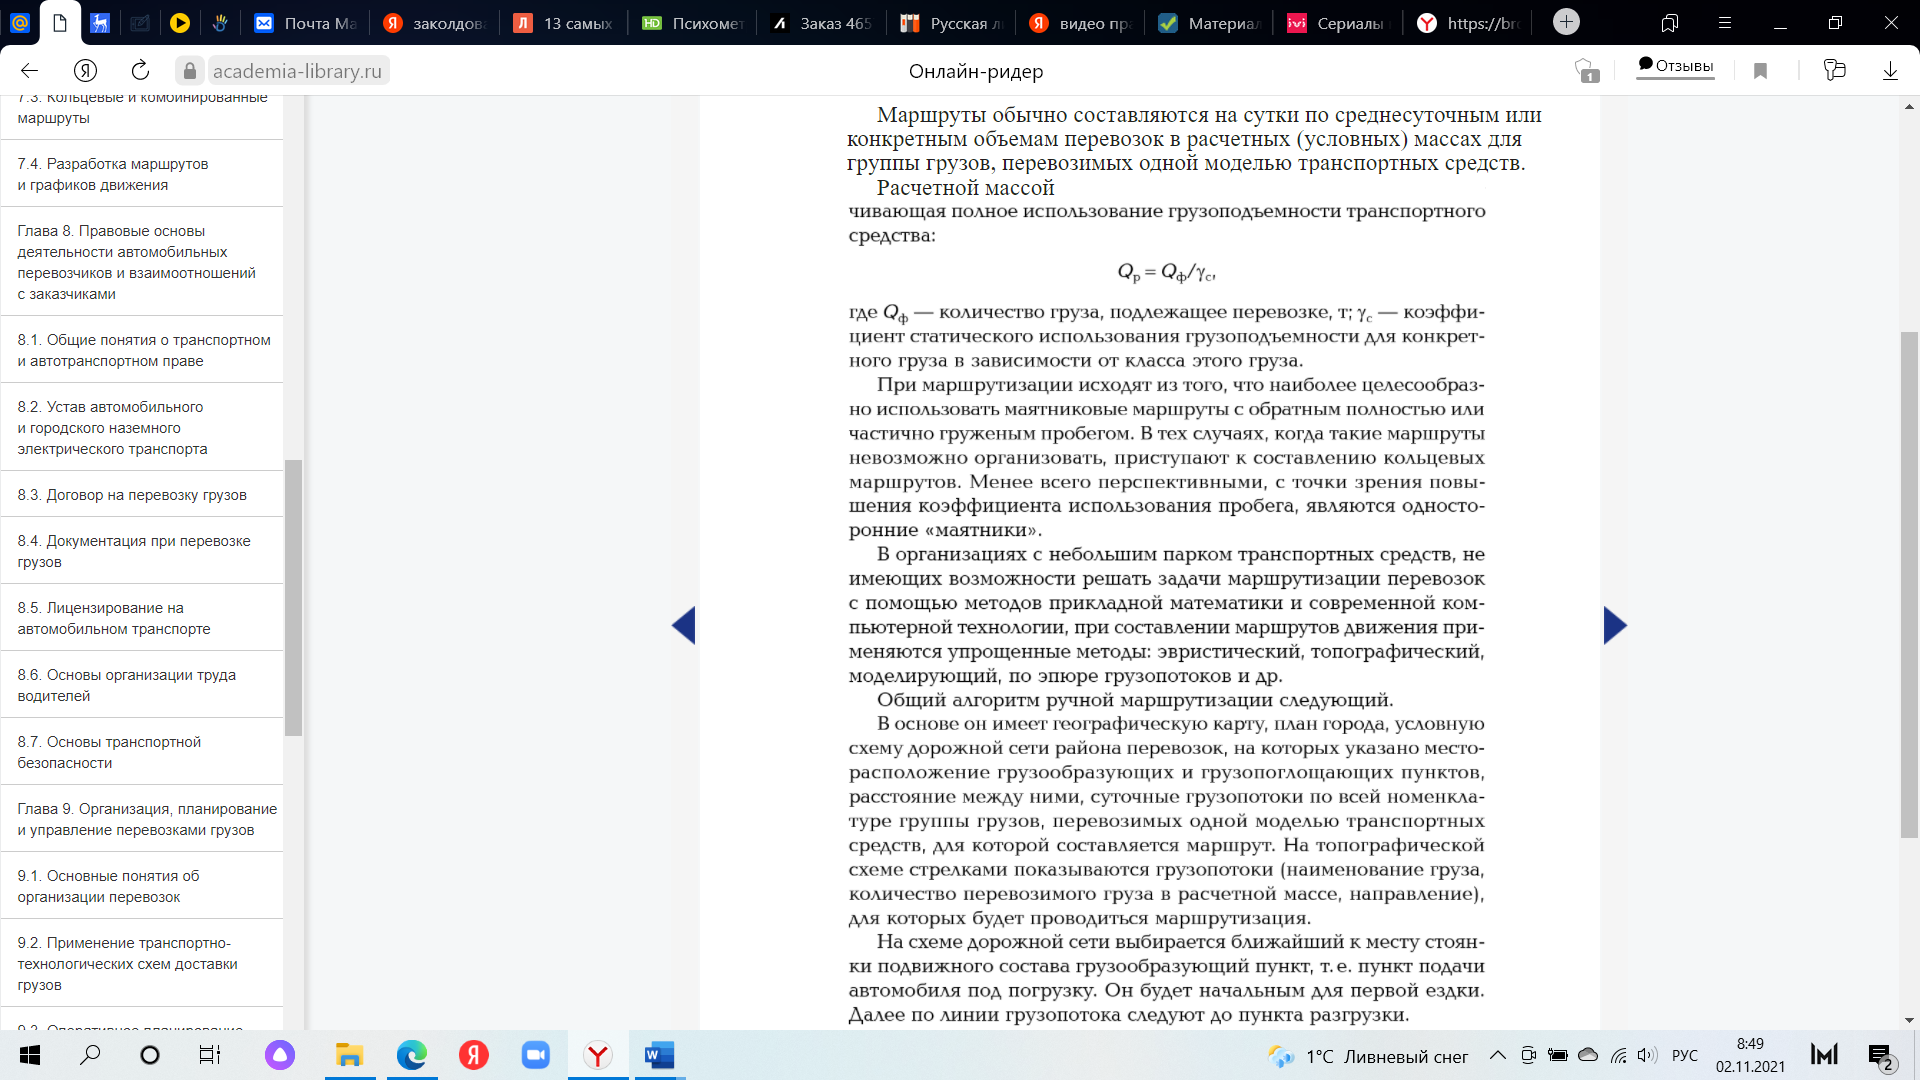 Почта Ma
заколдова
13 самых
Психомет
Заказ 465
Русская л
видео пра
Материал
Сериалы
https://br
academia-library.ru
Онлайн-ридер
1
Отзывы
7.3. Кольцевые и комбинированные
маршруты
7.4. Разработка маршрутов
и графиков движения
Глава 8. Правовые основы
деятельности автомобильных
перевозчиков и взаимоотношений
с заказчиками
8.1. Общие понятия о транспортном
и автотранспортном праве
8.2. Устав автомобильного
и городского наземного
электрического транспорта
8.3. Договор на перевозку грузов
8.4. Документация при перевозке
грузов
8.5. Лицензирование на
автомобильном транспорте
8.6. Основы организации труда
водителей
8.7. Основы транспортной
безопасности
Глава 9. Организация, планирование
и управление перевозками грузов
9.1. Основные понятия об
организации перевозок
9.2. Применение транспортно-
технологических схем доставки
грузов
9.3. Оперативное планирование
Маршруты обычно составляются на сутки по среднесуточным или
конкретным объемам перевозок в расчетных (условных) массах для
группы грузов, перевозимых одной моделью транспортных средств.
Расчетной массой
чивающая полное использование грузоподъемности транспортного
средства:
Qр = Qф/γс,
где Qф — количество груза, подлежащее перевозке, т; γс — коэффи-
циент статического использования грузоподъемности для конкрет-
ного груза в зависимости от класса этого груза.
При маршрутизации исходят из того, что наиболее целесообраз-
но использовать маятниковые маршруты с обратным полностью или
частично груженым пробегом. В тех случаях, когда такие маршруты
невозможно организовать, приступают к составлению кольцевых
маршрутов. Менее всего перспективными, с точки зрения повы-
шения коэффициента использования пробега, являются односто-
ронние «маятники».
В организациях с небольшим парком транспортных средств, не
имеющих возможности решать задачи маршрутизации перевозок
с помощью методов прикладной математики и современной ком-
пьютерной технологии, при составлении маршрутов движения при-
меняются упрощенные методы: эвристический, топографический,
моделирующий, по эпюре грузопотоков и др.
Общий алгоритм ручной маршрутизации следующий.
В основе он имеет географическую карту, план города, условную
схему дорожной сети района перевозок, на которых указано место-
расположение грузообразующих и грузопоглощающих пунктов,
расстояние между ними, суточные грузопотоки по всей номенкла-
туре группы грузов, перевозимых одной моделью транспортных
средств, для которой составляется маршрут. На топографической
схеме стрелками показываются грузопотоки (наименование груза,
количество перевозимого груза в расчетной массе, направление),
для которых будет проводиться маршрутизация.
На схеме дорожной сети выбирается ближайший к месту стоян-
ки подвижного состава грузообразующий пункт, т. е. пункт подачи
автомобиля под погрузку. Он будет начальным для первой ездки.
Далее по линии грузопотока следуют до пункта разгрузки.
1°C Ливневый снег
РУС
8:49
02.11.2021
2